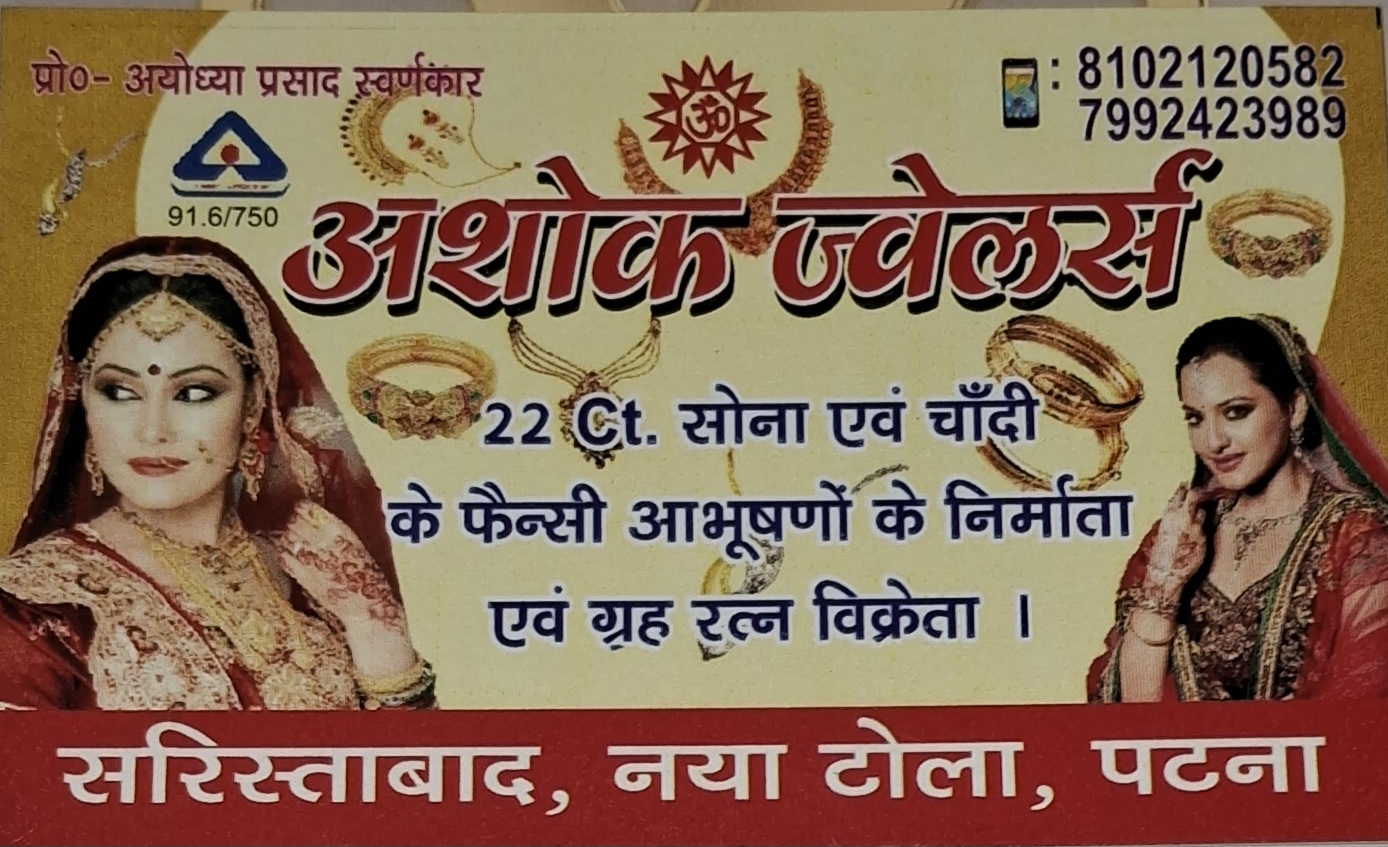 प्रो०- अयोध्या प्रसाद स्वर्णकार
: 8102120582
7992423989
ॐ
91.6/750
अशोक ज्वेलर्स
22 Ct. सोना एवं चाँदी
के फैन्सी आभूषणों के निर्माता
एवं ग्रह रत्न विक्रेता ।
सरिस्ताबाद, नया टोला, पटना